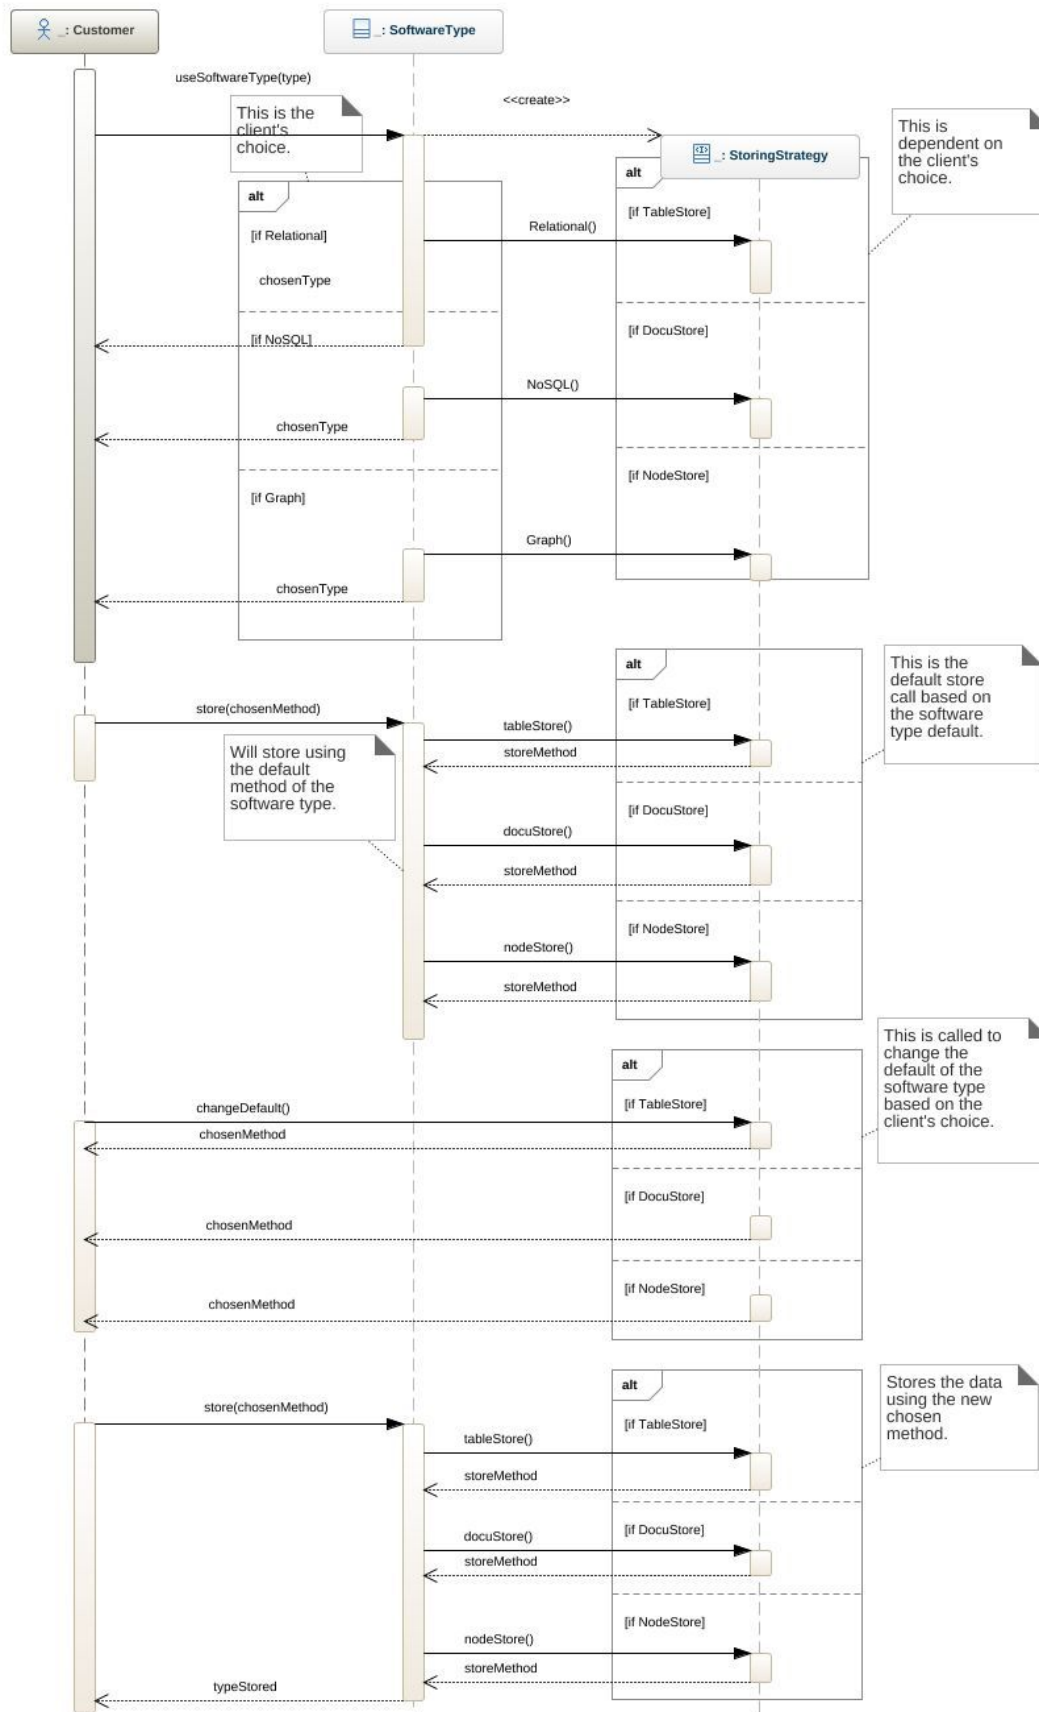 _: Customer
_: SoftwareType
useSoftwareType(type)
<<create>>
This is the
client's
choice.
_: StoringStrategy
This is
dependent on
the client's
choice.
alt
alt
[if TableStore]
Relational()
[if Relational]
chosenType
[if DocuStore]
[if NoSQL]
NoSQL()
chosenType
[if NodeStore]
[if Graph]
Graph()
chosenType
alt
This is the
default store
call based on
the software
type default.
[if TableStore]
store(chosenMethod)
tableStore()
storeMethod
Will store using
the default
method of the
software type.
[if DocuStore]
docuStore()
storeMethod
[if NodeStore]
nodeStore()
storeMethod
This is called to
change the
default of the
software type
based on the
client's choice.
alt
[if TableStore]
changeDefault()
chosenMethod
[if DocuStore]
chosenMethod
[if NodeStore]
chosenMethod
alt
Stores the data
using the new
chosen
method.
store(chosenMethod)
[if TableStore]
tableStore()
storeMethod
[if DocuStore]
docuStore()
storeMethod
[if NodeStore]
nodeStore()
storeMethod
typeStored